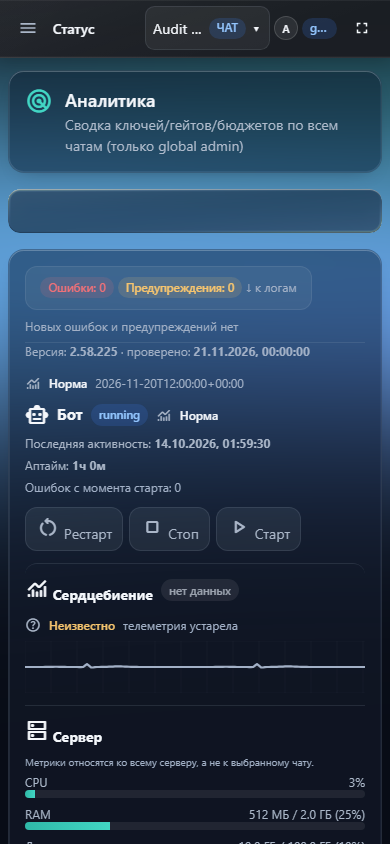 Статус
Audit ... ЧАТ
A
g...
Аналитика
Сводка ключей/гейтов/бюджетов по всем
чатам (только global admin)
Ошибки: 0 Предупреждения: 0 ↓ к логам
Новых ошибок и предупреждений нет
Версия: 2.58.225 · проверено: 21.11.2026, 00:00:00
Норма 2026-11-20T12:00:00+00:00
Бот running Норма
Последняя активность: 14.10.2026, 01:59:30
Аптайм: 1ч 0м
Ошибок с момента старта: 0
Рестарт Стоп Старт
Сердцебиение нет данных
Неизвестно телеметрия устарела
Сервер
Метрики относятся ко всему серверу, а не к выбранному чату.
CPU 3%
RAM 512 МБ / 2.0 ГБ (25%)